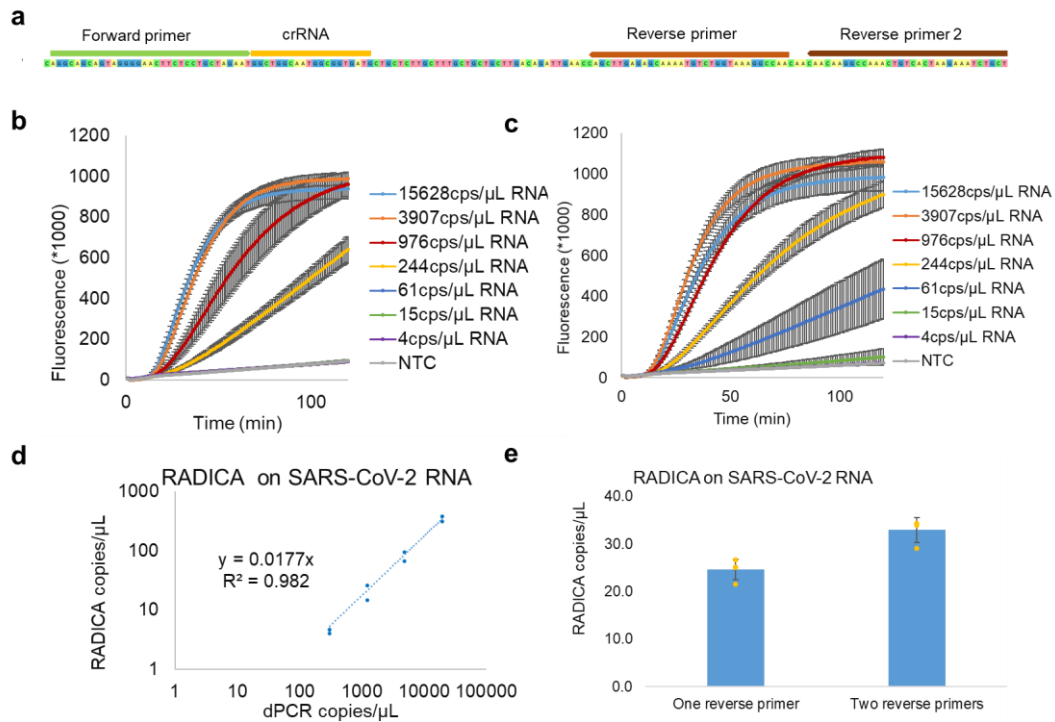 a
Forward primer crRNA Reverse primer Reverse primer 2
CAGGCAGCAGTAGGGGAACTTCTCCTGCTAGAATGGCTGGCAATGGCGGTGATGCTGCTCTTGCTTTGCTGCTGCTTGACAGATTGAACCAGCTTGAGAGCAAAATGTCTGGTAAAGGCCAACAACAACAAGGCCAAACTGTCACTAAGAAATCTGCT
b
1200
1000
800
600
400
200
0
Fluorescence (*1000)
0 100
Time (min)
15628cps/µL RNA
3907cps/µL RNA
976cps/µL RNA
244cps/µL RNA
61cps/µL RNA
15cps/µL RNA
4cps/µL RNA
NTC
c
1200
1000
800
600
400
200
0
Fluorescence (*1000)
0 50 100
Time (min)
15628cps/µL RNA
3907cps/µL RNA
976cps/µL RNA
244cps/µL RNA
61cps/µL RNA
15cps/µL RNA
4cps/µL RNA
NTC
d
RADICA on SARS-CoV-2 RNA
1000
100
10
1
RADICA copies/µL
y = 0.0177x
R² = 0.982
1 10 100 1000 10000 100000
dPCR copies/µL
e
RADICA on SARS-CoV-2 RNA
40.0
30.0
20.0
10.0
0.0
RADICA copies/µL
One reverse primer Two reverse primers